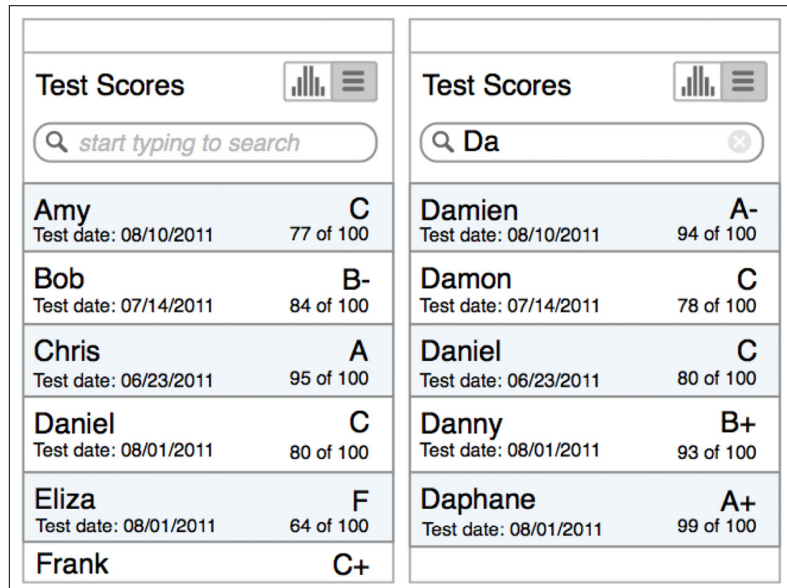 Test Scores
start typing to search
Amy C
Test date: 08/10/2011 77 of 100
Bob B-
Test date: 07/14/2011 84 of 100
Chris A
Test date: 06/23/2011 95 of 100
Daniel C
Test date: 08/01/2011 80 of 100
Eliza F
Test date: 08/01/2011 64 of 100
Frank C+
Test Scores
Da
Damien A-
Test date: 08/10/2011 94 of 100
Damon C
Test date: 07/14/2011 78 of 100
Daniel C
Test date: 06/23/2011 80 of 100
Danny B+
Test date: 08/01/2011 93 of 100
Daphane A+
Test date: 08/01/2011 99 of 100